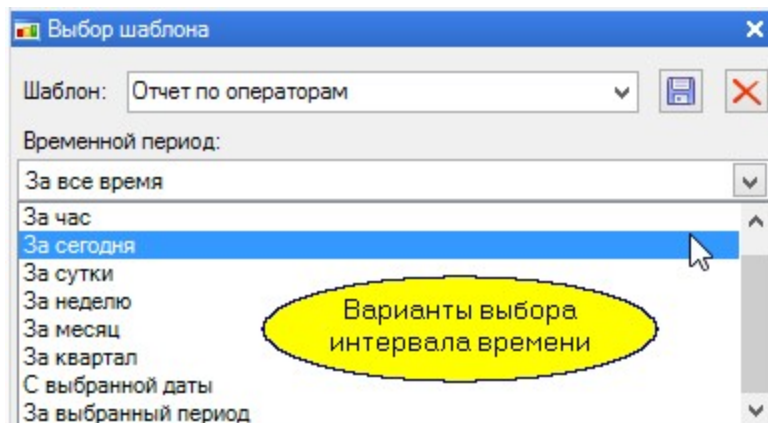 Выбор шаблона
Шаблон: Отчет по операторам
Временной период:
За все время
За час
За сегодня
За сутки
За неделю
За месяц
За квартал
С выбранной даты
За выбранный период
Варианты выбора
интервала времени